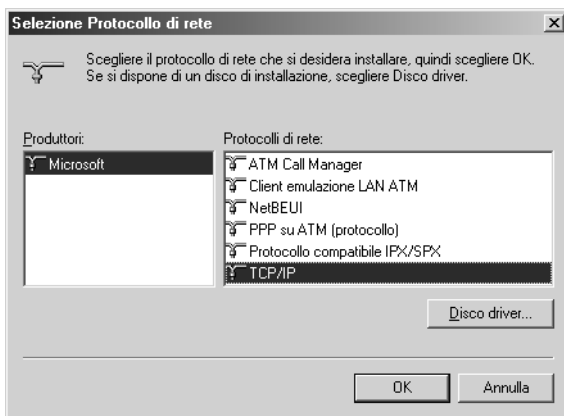 Selezione Protocollo di rete
Scegliere il protocollo di rete che si desidera installare, quindi scegliere OK.
Se si dispone di un disco di installazione, scegliere Disco driver.
Produttori:
Microsoft
Protocolli di rete:
ATM Call Manager
Client emulazione LAN ATM
NetBEUI
PPP su ATM (protocollo)
Protocollo compatibile IPX/SPX
TCP/IP
Disco driver...
OK
Annulla